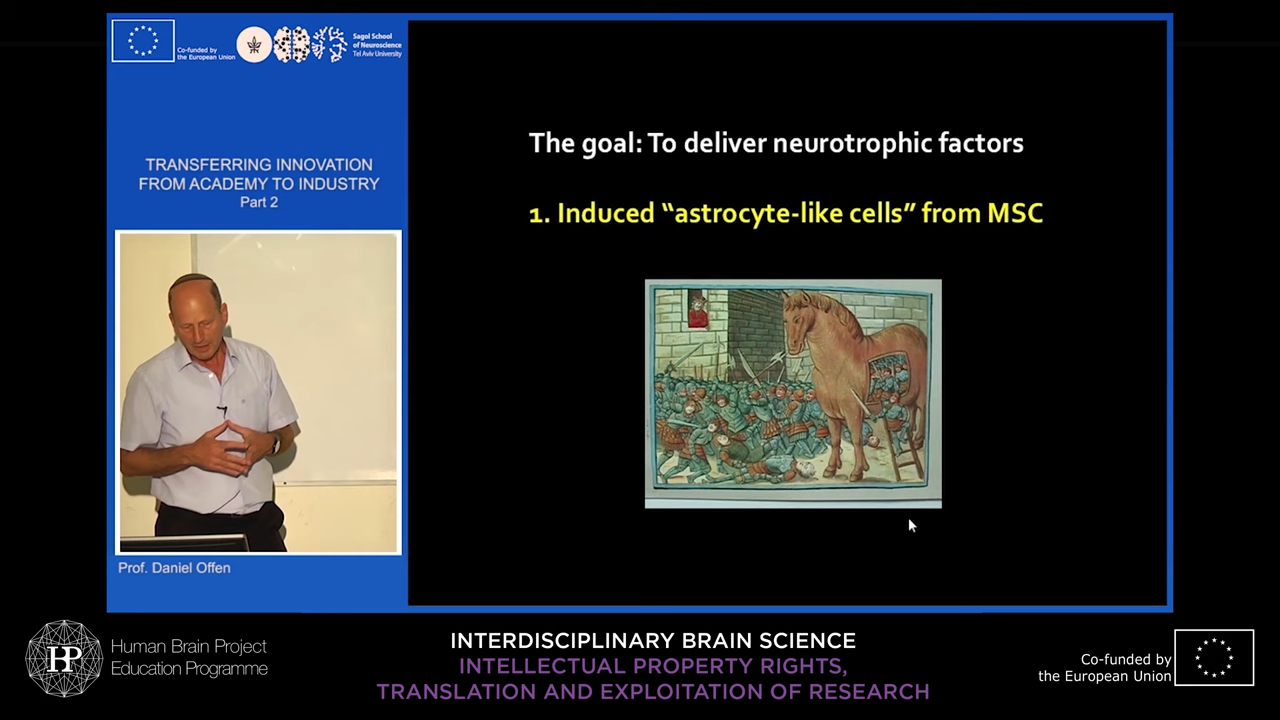 Co-funded by
the European Union
Sagol School
of Neuroscience
Tel Aviv University
TRANSFERRING INNOVATION
FROM ACADEMY TO INDUSTRY
Part 2
Prof. Daniel Offen
The goal: To deliver neurotrophic factors
1. Induced “astrocyte-like cells” from MSC
HP
Human Brain Project
Education Programme
INTERDISCIPLINARY BRAIN SCIENCE
INTELLECTUAL PROPERTY RIGHTS,
TRANSLATION AND EXPLOITATION OF RESEARCH
Co-funded by
the European Union